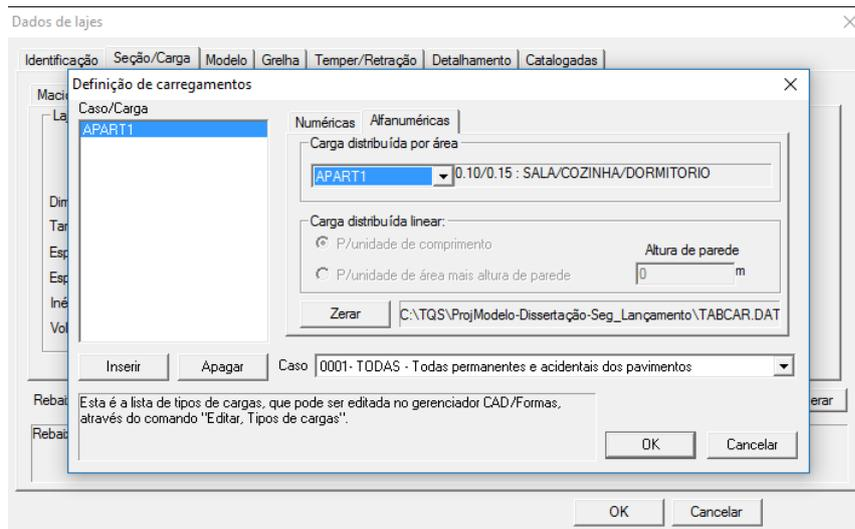 Dados de lajes
Identificação Seção/Carga Modelo Grelha Temper/Retração Detalhamento Catalogadas
Definição de carregamentos
Caso/Carga
APART1
Numéricas Alfanuméricas
Carga distribuída por área
APART1 0.10/0.15 : SALA/COZINHA/DORMITORIO
Carga distribuída linear:
P/unidade de comprimento
Altura de parede
P/unidade de área mais altura de parede 0 m
Zerar C:\TQS\ProjModelo-Dissertação-Seg_Lançamento\TABCAR.DAT
Inserir Apagar Caso 0001- TODAS - Todas permanentes e acidentais dos pavimentos
Esta é a lista de tipos de cargas, que pode ser editada no gerenciador CAD/Formas,
através do comando "Editar, Tipos de cargas".
OK Cancelar
OK Cancelar